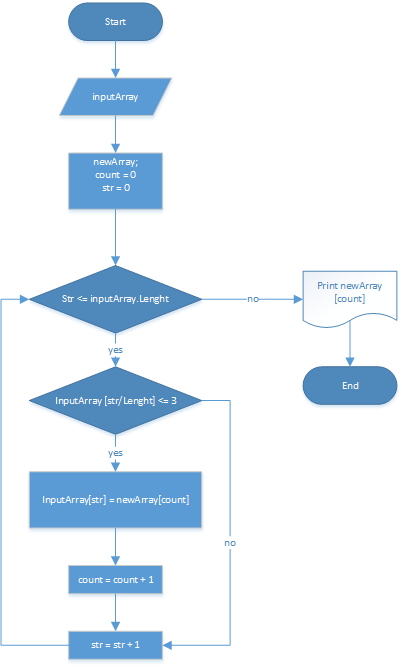 Start
inputArray
newArray;
count = 0
str = 0
Str <= inputArray.Lenght
no
Print newArray
[count]
yes
End
InputArray [str/Lenght] <= 3
yes
InputArray[str] = newArray[count]
no
count = count + 1
str = str + 1